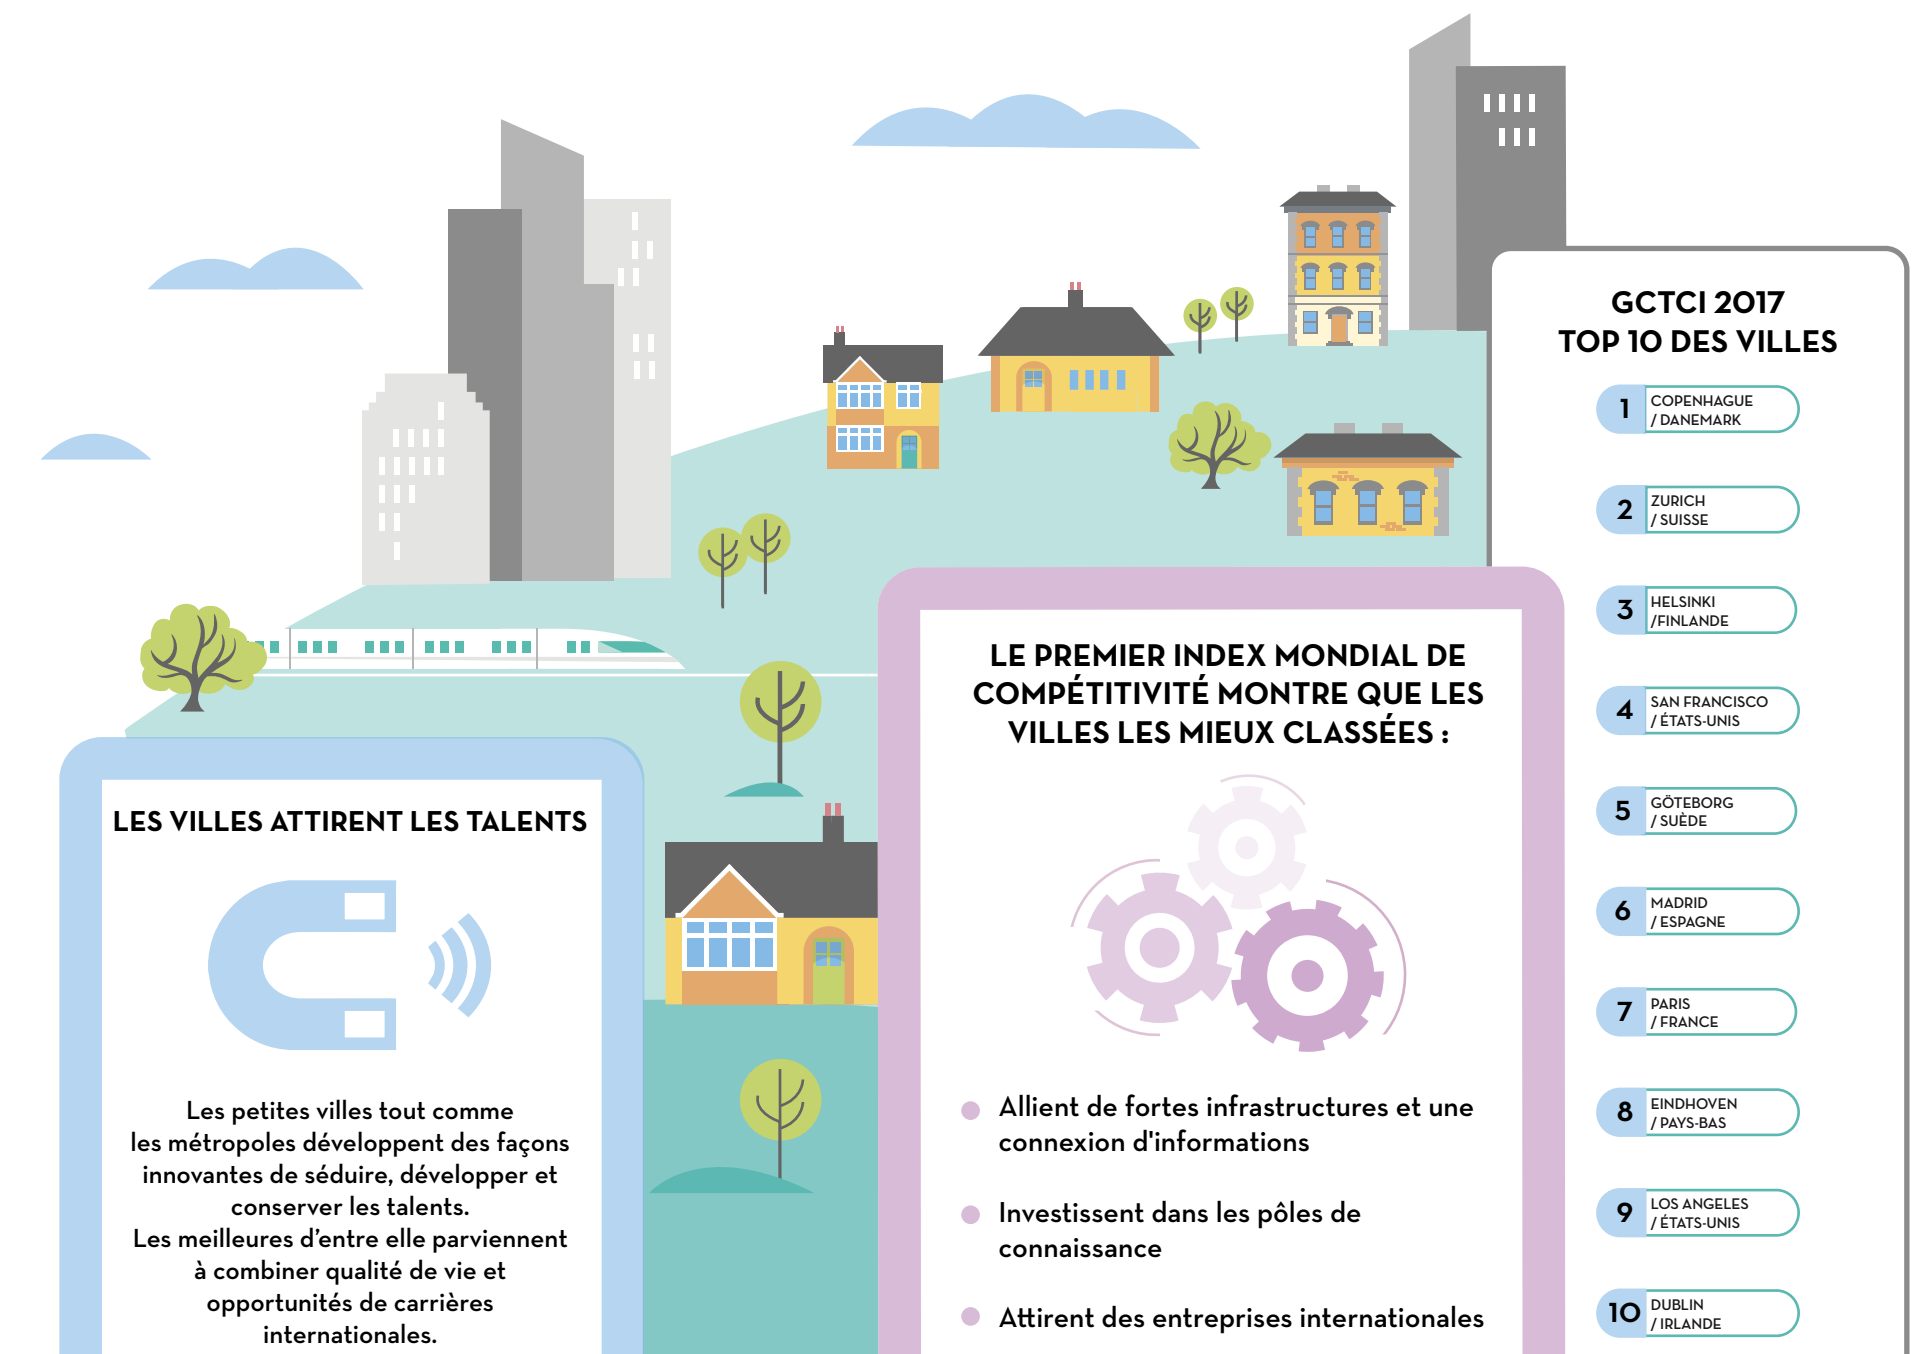 GCTCI 2017
TOP 10 DES VILLES
1
COPENHAGUE
/ DANEMARK
2
ZURICH
/ SUISSE
3
HELSINKI
/FINLANDE
4
SAN FRANCISCO
/ ÉTATS-UNIS
5
GÖTEBORG
/ SUÈDE
6
MADRID
/ ESPAGNE
7
PARIS
/ FRANCE
8
EINDHOVEN
/ PAYS-BAS
9
LOS ANGELES
/ ÉTATS-UNIS
10
DUBLIN
/ IRLANDE
LE PREMIER INDEX MONDIAL DE
COMPÉTITIVITÉ MONTRE QUE LES
VILLES LES MIEUX CLASSÉES :
Allient de fortes infrastructures et une
connexion d'informations
Investissent dans les pôles de
connaissance
Attirent des entreprises internationales
LES VILLES ATTIRENT LES TALENTS
Les petites villes tout comme
les métropoles développent des façons
innovantes de séduire, développer et
conserver les talents.
Les meilleures d’entre elle parviennent
à combiner qualité de vie et
opportunités de carrières
internationales.